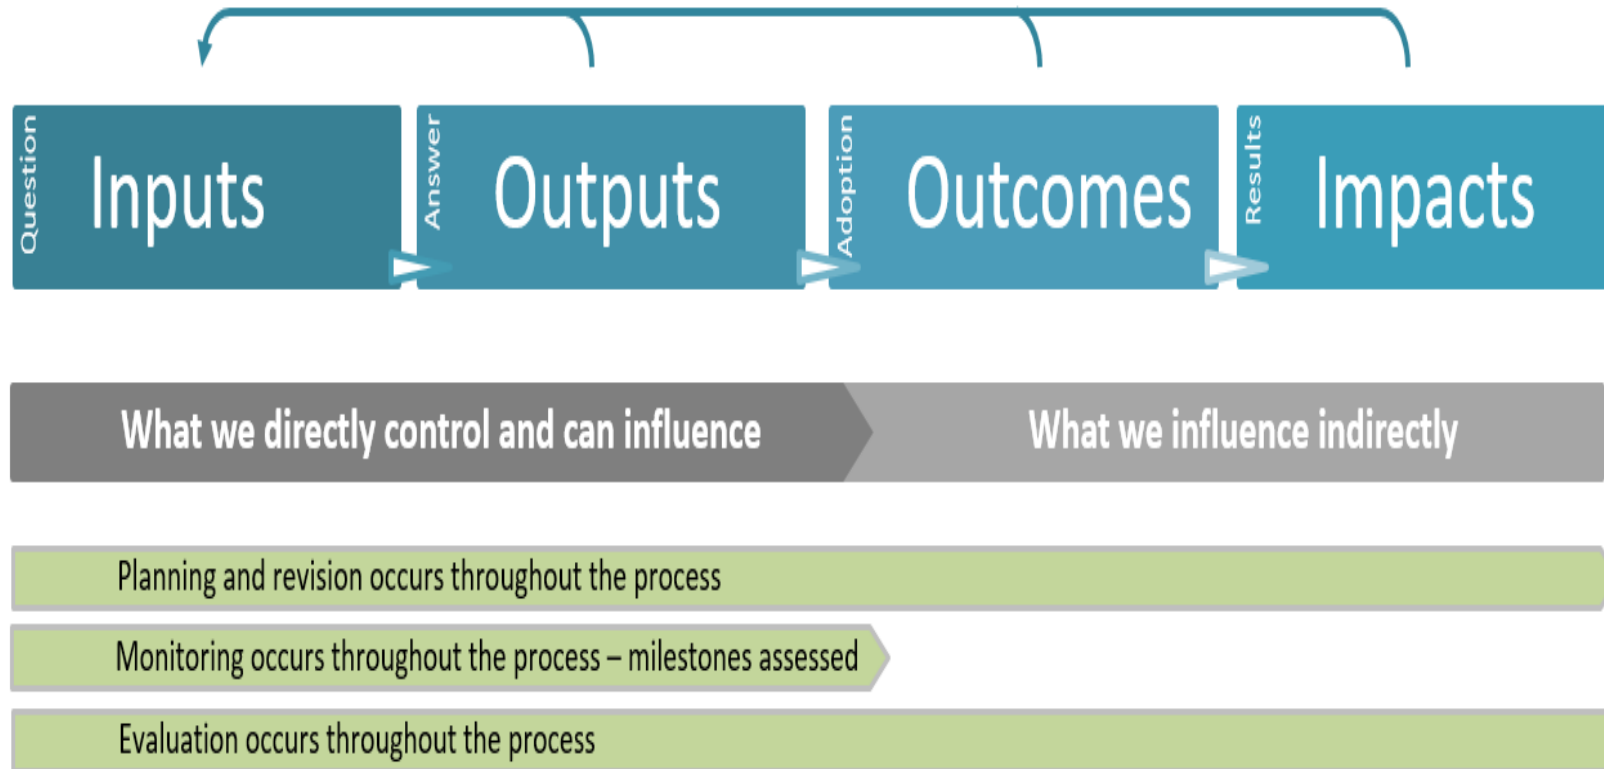 Question
Inputs
Answer
Outputs
Adoption
Outcomes
Results
Impacts
What we directly control and can influence
What we influence indirectly
Planning and revision occurs throughout the process
Monitoring occurs throughout the process – milestones assessed
Evaluation occurs throughout the process